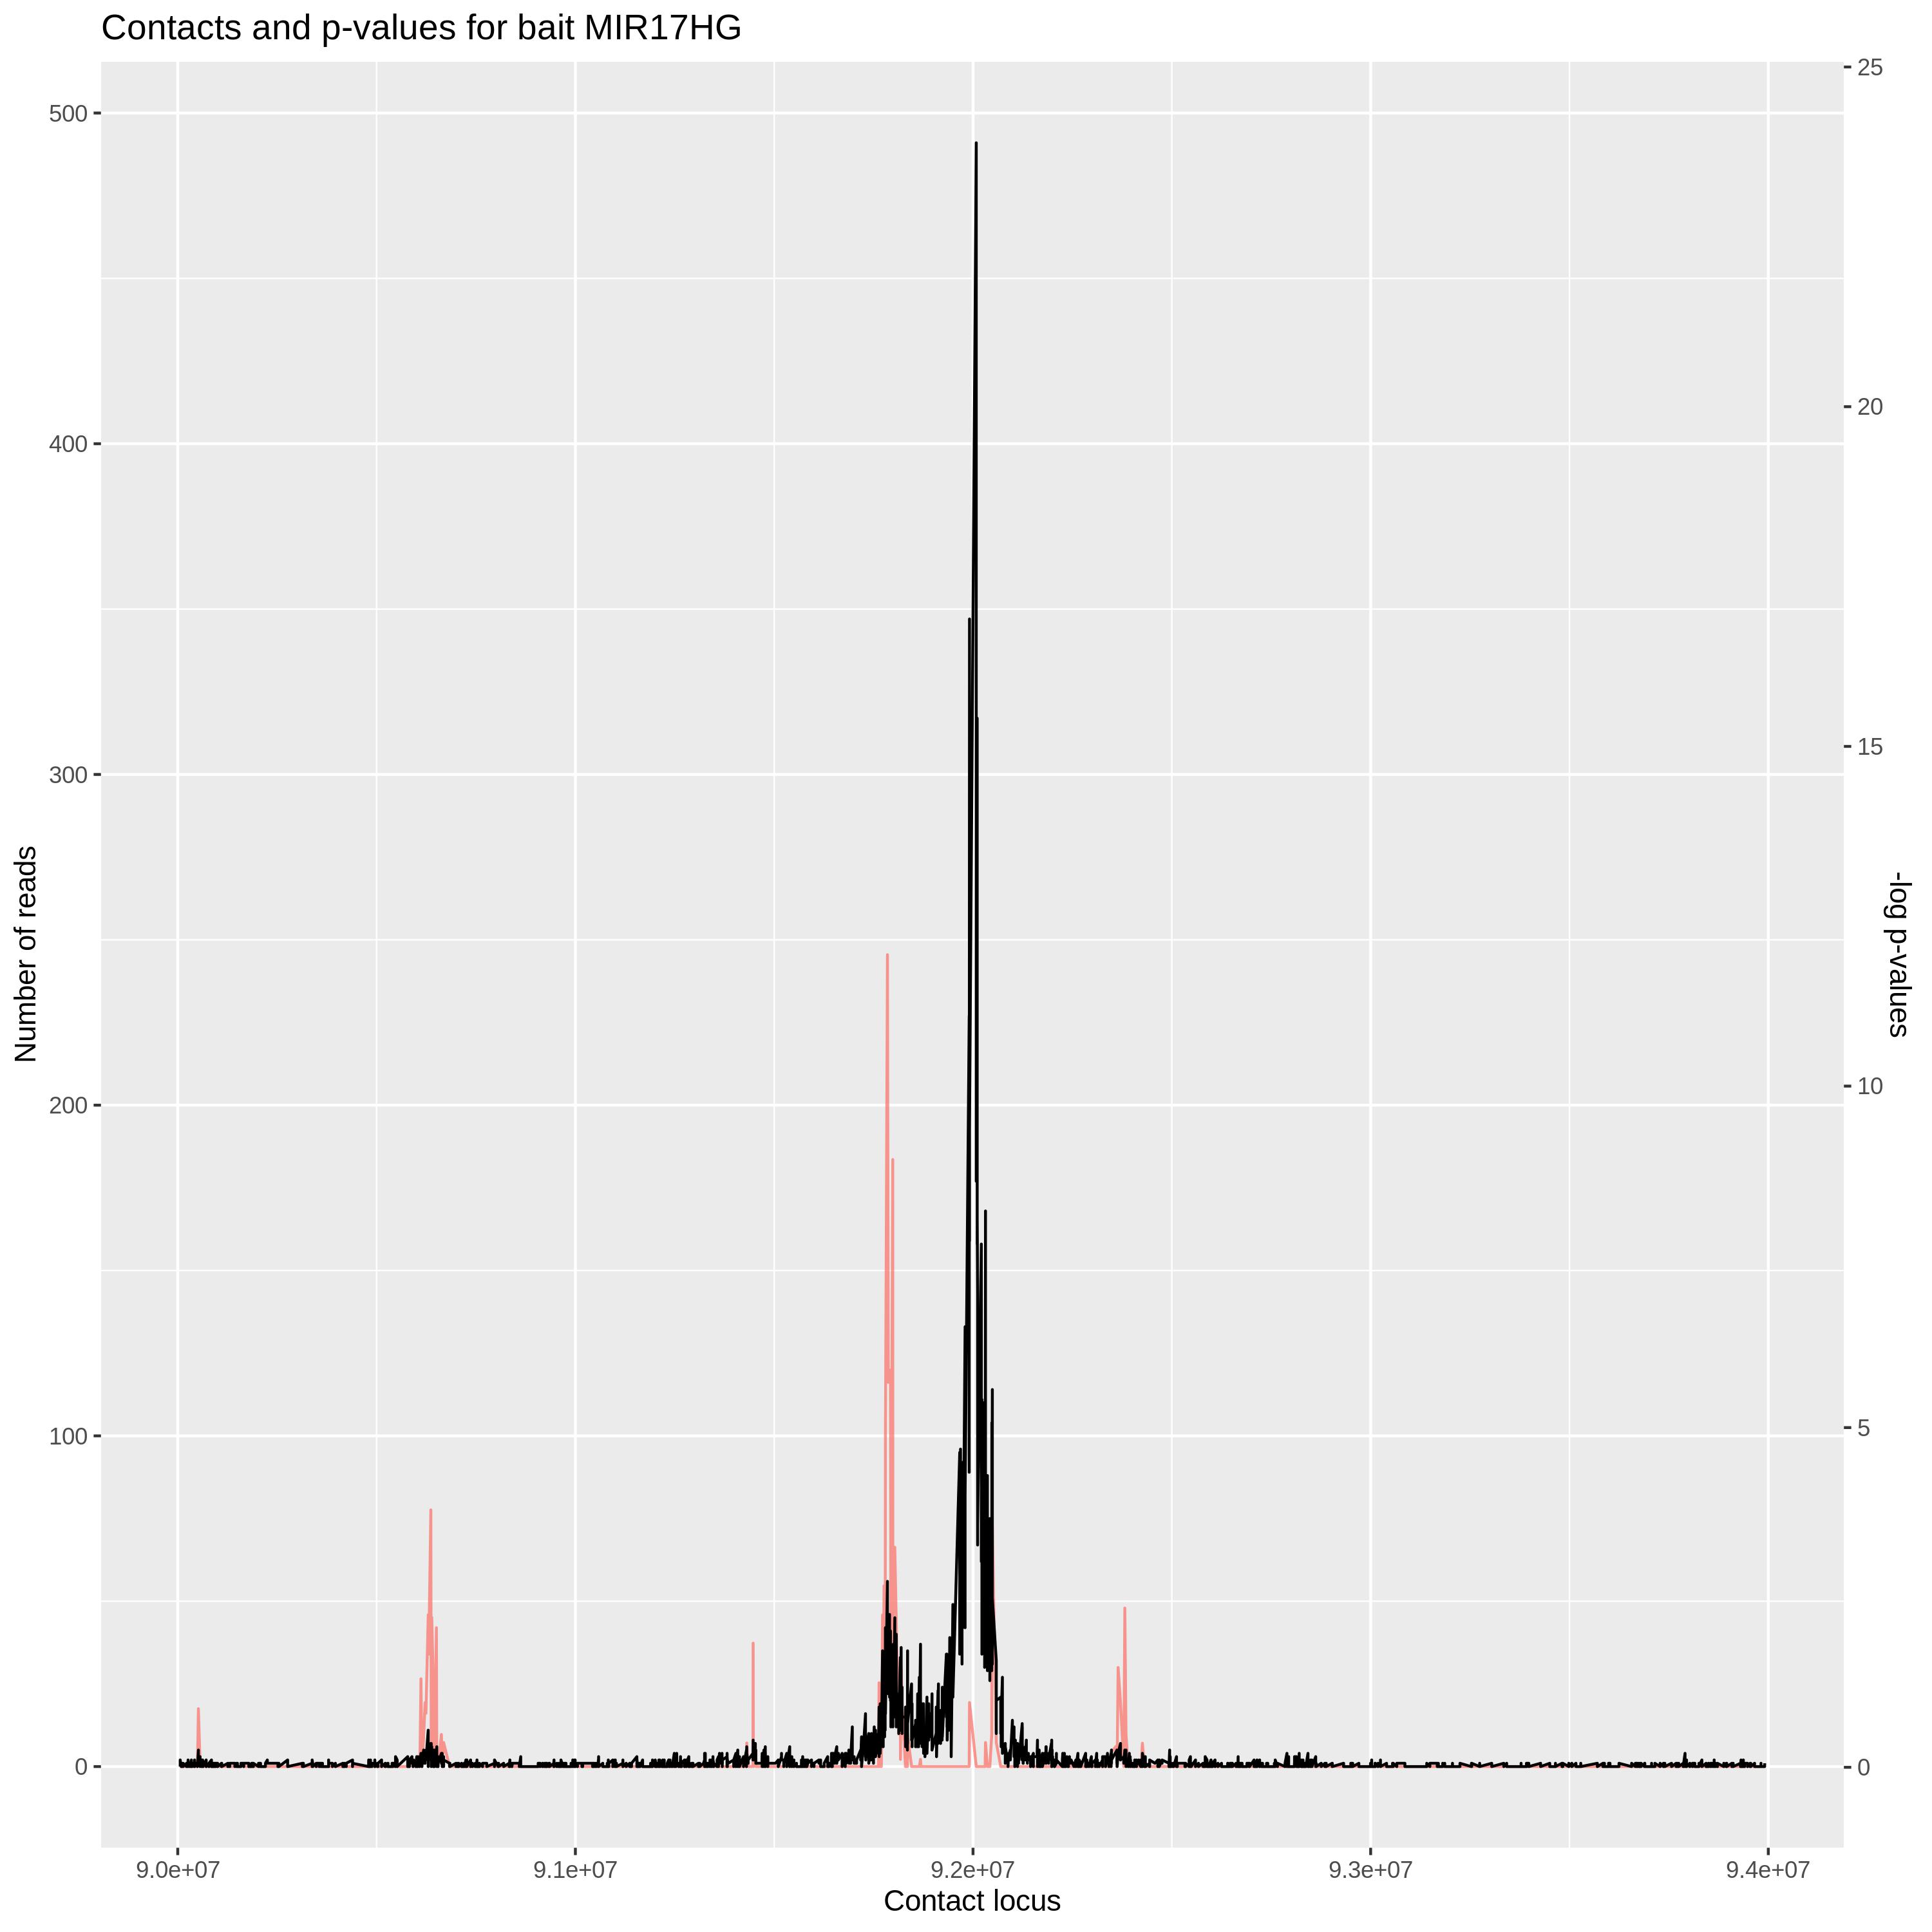 Contacts and p-values for bait MIR17HG
500
400
300
200
100
0
Number of reads
25
20
15
10
5
0
-log p-values
9.0e+07
9.1e+07
9.2e+07
9.3e+07
9.4e+07
Contact locus